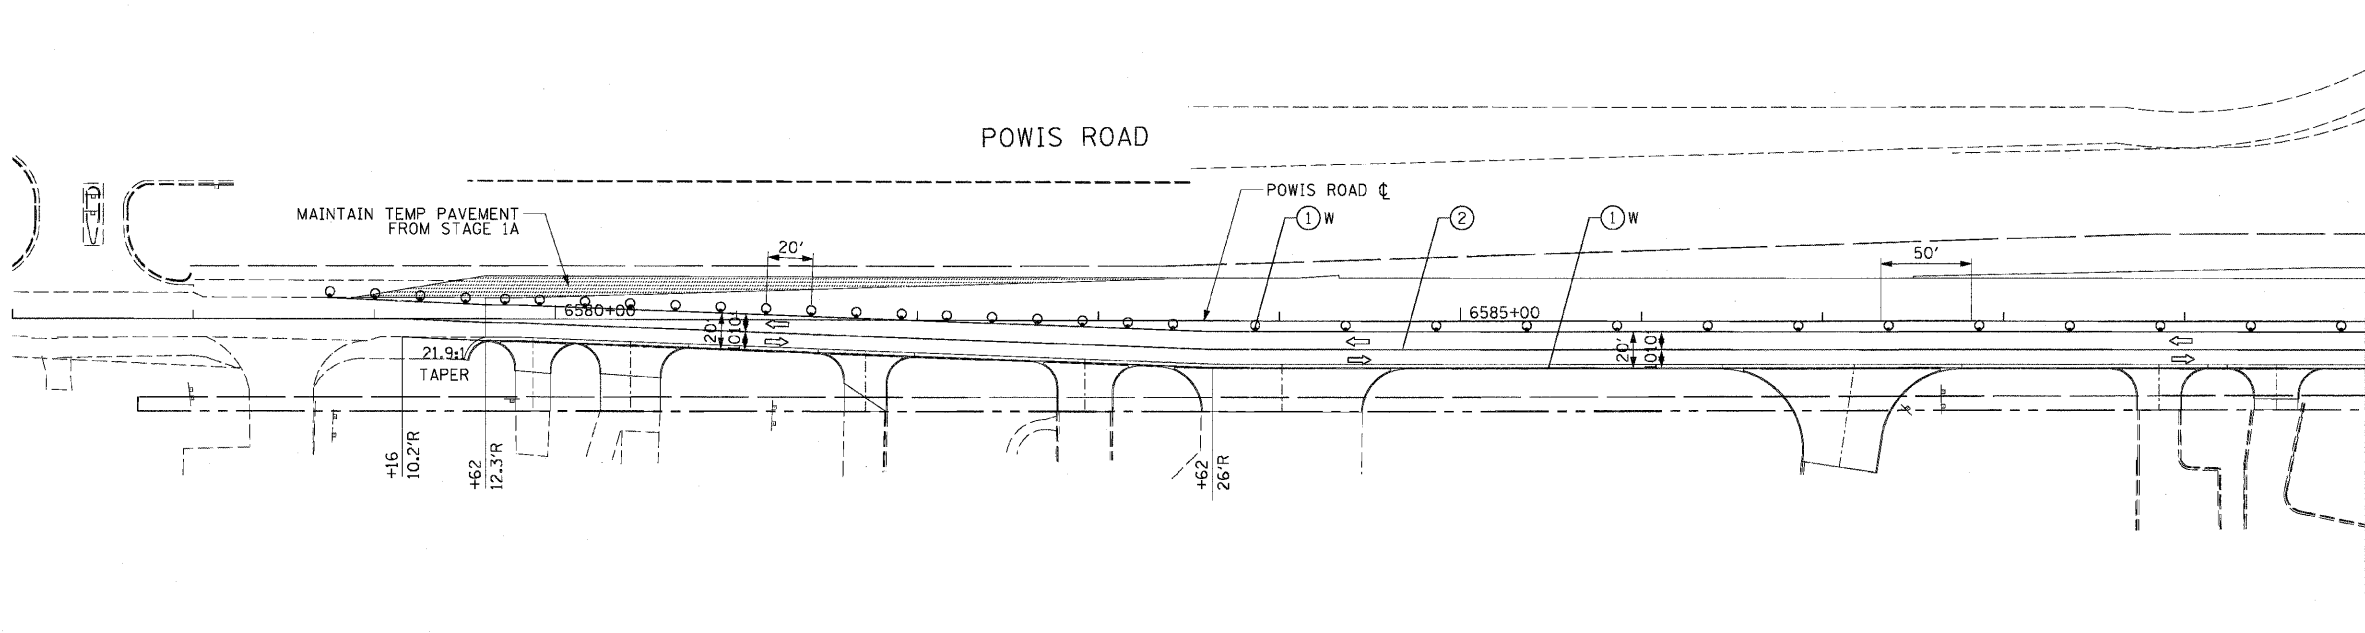 POWIS ROAD
POWIS ROAD ℄
MAINTAIN TEMP PAVEMENT
FROM STAGE 1A
1 W
2
1 W
20'
50'
6580+00
6585+00
20'
10'
10'
20'
10'
10'
21.9:1
TAPER
+16
10.2'R
+62
12.3'R
+62
26'R